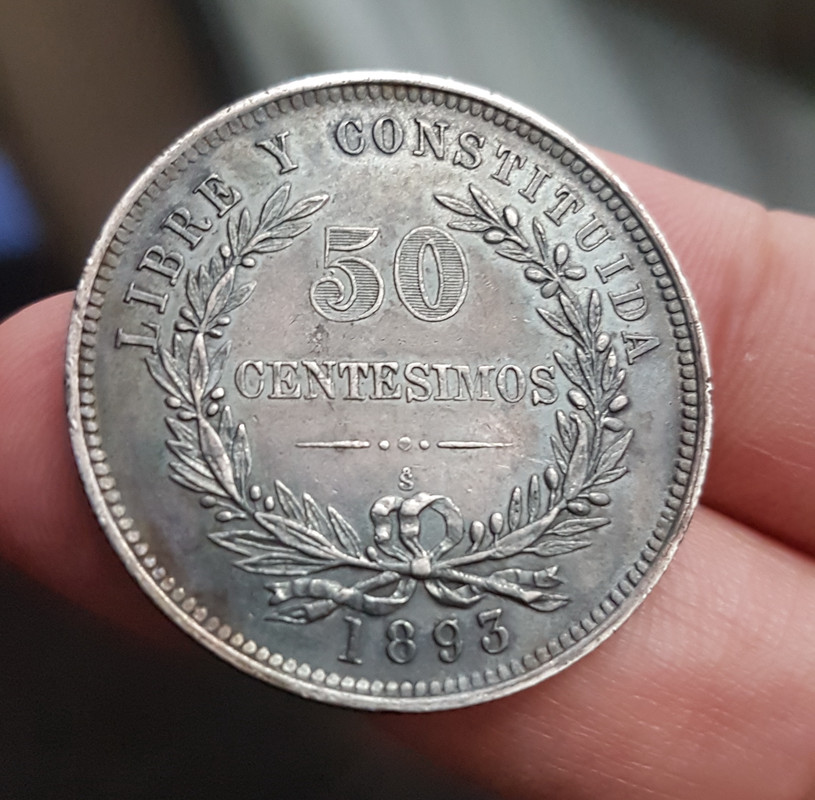 LIBRE Y CONSTITUIDA
50
CENTESIMOS
S
1893